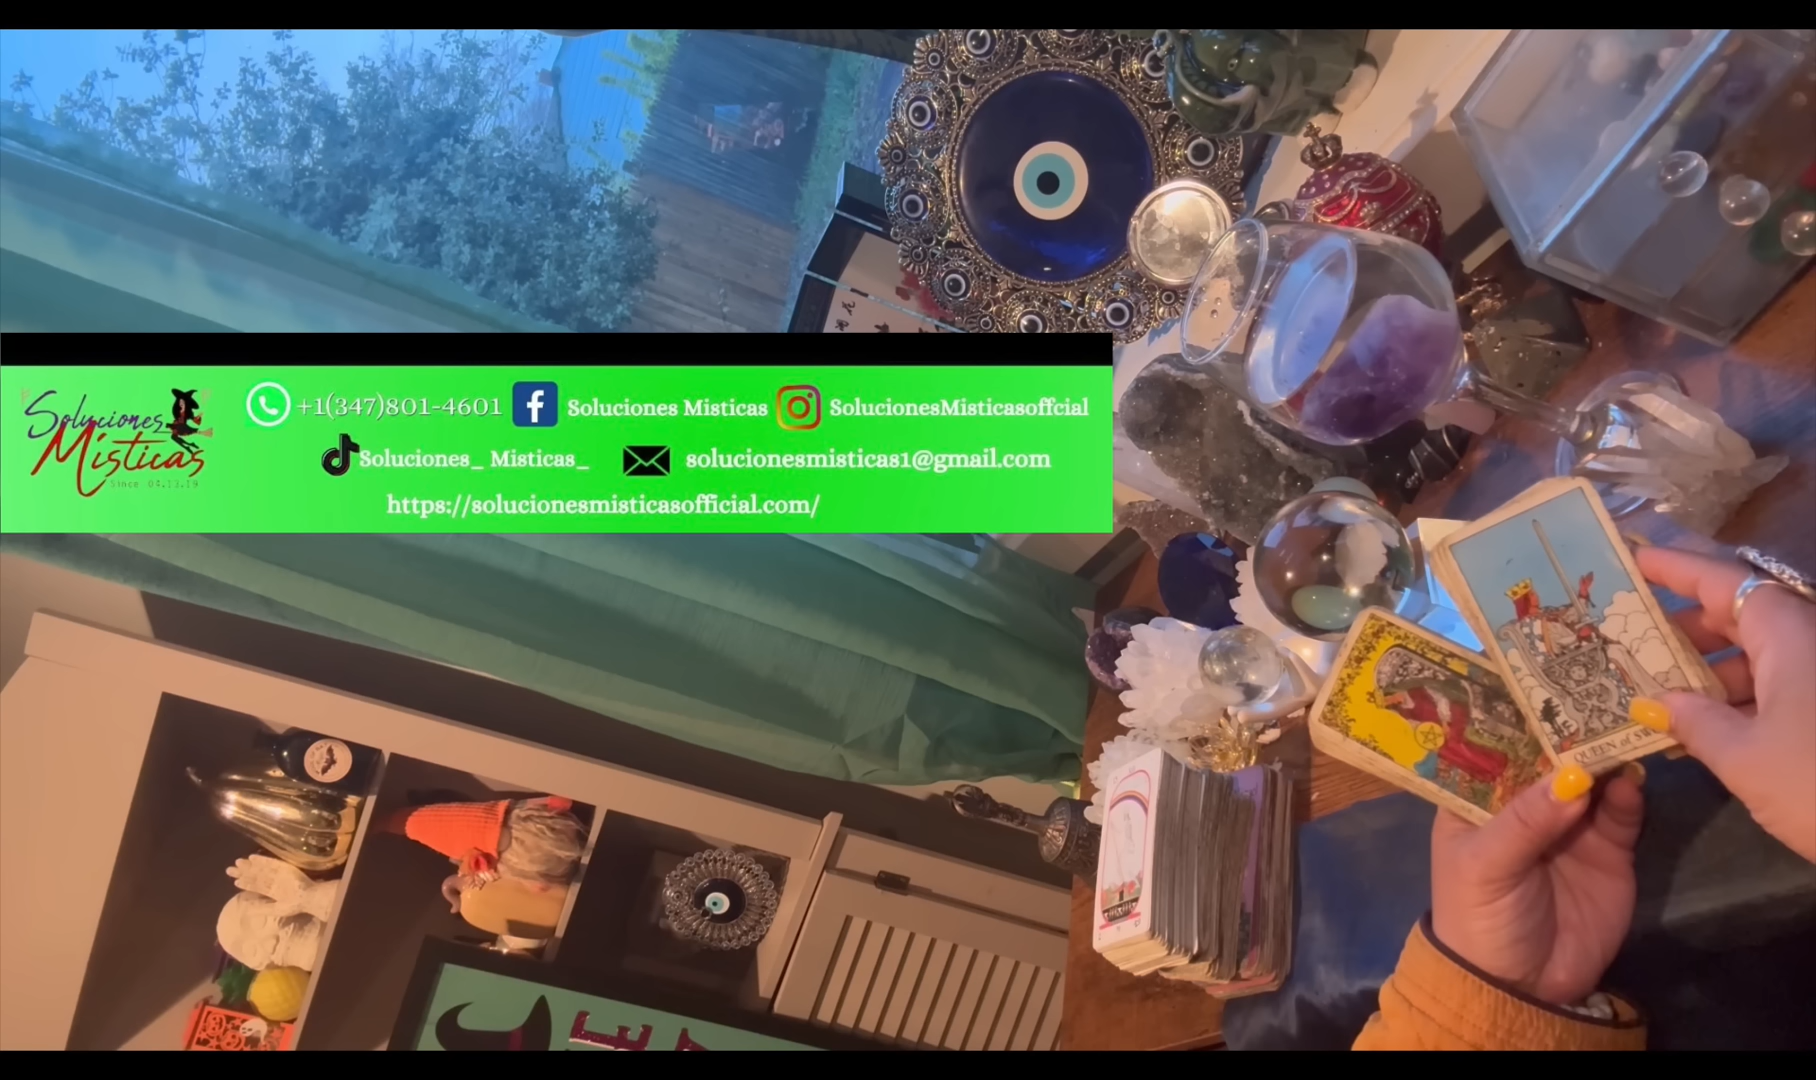 Soluciones
Místicas
Since 04.13.19
+1(347)801-4601 Soluciones Misticas SolucionesMisticasoffcial
Soluciones_ Misticas_ solucionesmisticas1@gmail.com
https://solucionesmisticasofficial.com/
QUEEN of SW